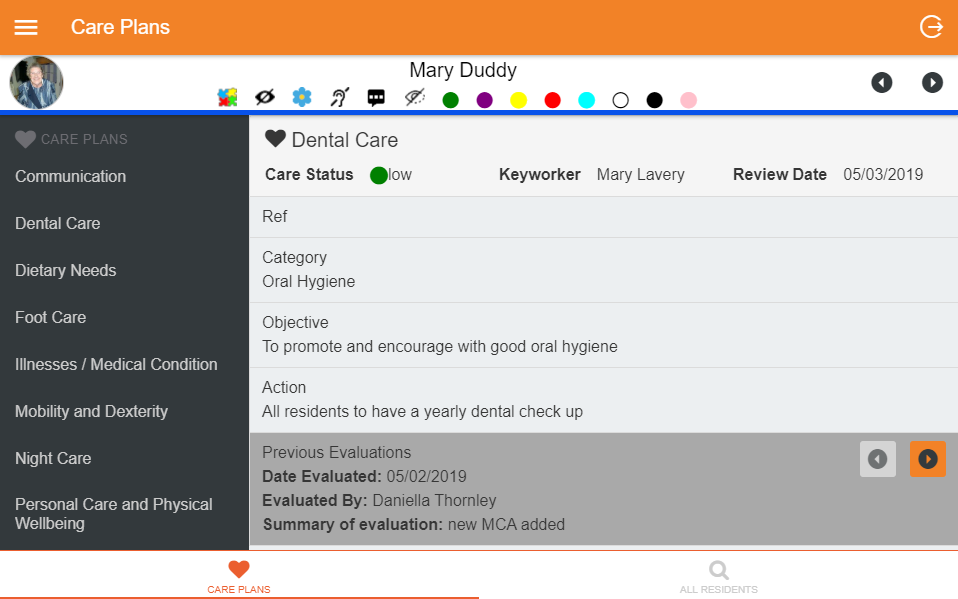 Care Plans
Mary Duddy
CARE PLANS
Communication
Dental Care
Dietary Needs
Foot Care
Illnesses / Medical Condition
Mobility and Dexterity
Night Care
Personal Care and Physical
Wellbeing
Dental Care
Care Status low Keyworker Mary Lavery Review Date 05/03/2019
Ref
Category
Oral Hygiene
Objective
To promote and encourage with good oral hygiene
Action
All residents to have a yearly dental check up
Previous Evaluations
Date Evaluated: 05/02/2019
Evaluated By: Daniella Thornley
Summary of evaluation: new MCA added
CARE PLANS
ALL RESIDENTS